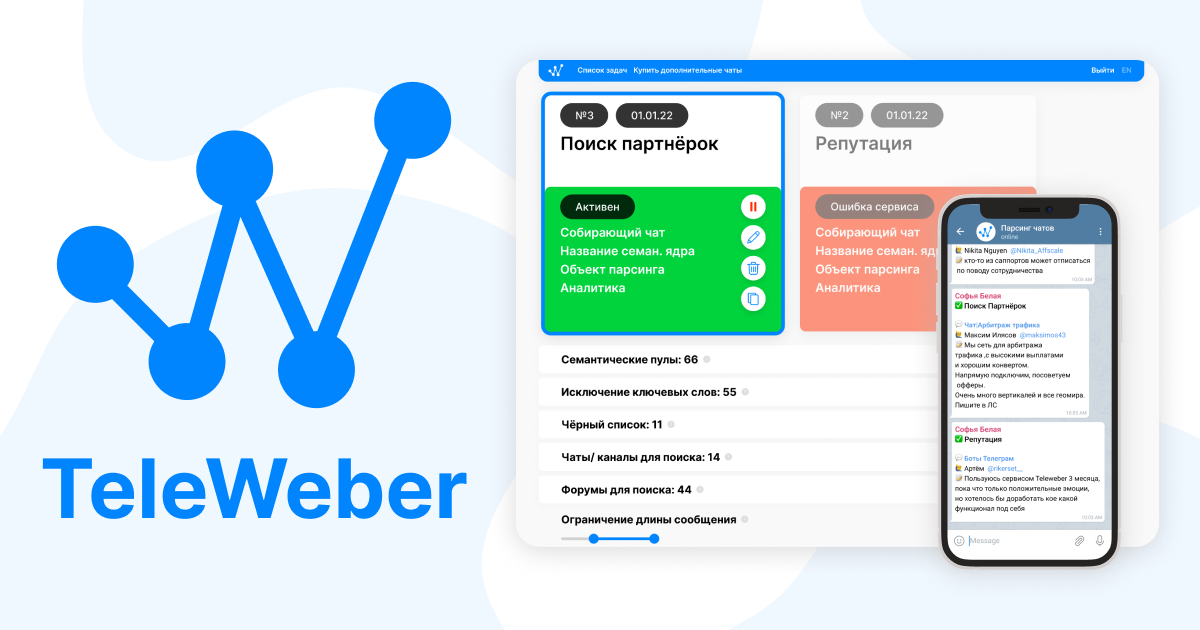 TeleWeber
Список задач Купить дополнительные чаты
Выйти EN
№3 01.01.22
Поиск партнёрок
Активен
Собирающий чат
Название семан. ядра
Объект парсинга
Аналитика
№2 01.01.22
Репутация
Ошибка сервиса
Собирающий чат
Название семан. яд
Объект парсинга
Аналитика
Семантические пулы: 66
Исключение ключевых слов: 55
Чёрный список: 11
Чаты/ каналы для поиска: 14
Форумы для поиска: 44
Ограничение длины сообщения
Парсинг чатов
online
Nikita Nguyen @Nikita_Affscale
кто-то из саппортов может отписаться
по поводу сотрудничества
10:05 AM
Софья Белая
Поиск Партнёрок
Чат:Арбитраж трафика
Максим Илясов @maksimos43
Мы сеть для арбитража
трафика ,с высокими выплатами
и хорошим конвертом.
Напрямую подключим, посоветуем
офферы.
Очень много вертикалей и все геомира.
Пишите в ЛС
10:05 AM
Софья Белая
Репутация
Боты Телеграм
Артём @rikerset__
Пользуюсь сервисом Teleweber 3 месяца,
пока что только положительные эмоции,
но хотелось бы доработать кое какой
функционал под себя
10:05 AM
Message